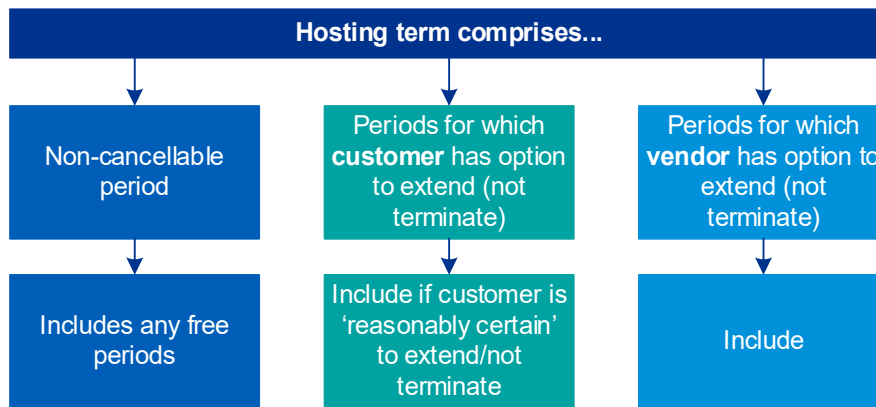 Hosting term comprises...
Non-cancellable
period
Periods for which
customer has option
to extend (not
terminate)
Periods for which
vendor has option to
extend (not
terminate)
Includes any free
periods
Include if customer is
‘reasonably certain’
to extend/not
terminate
Include